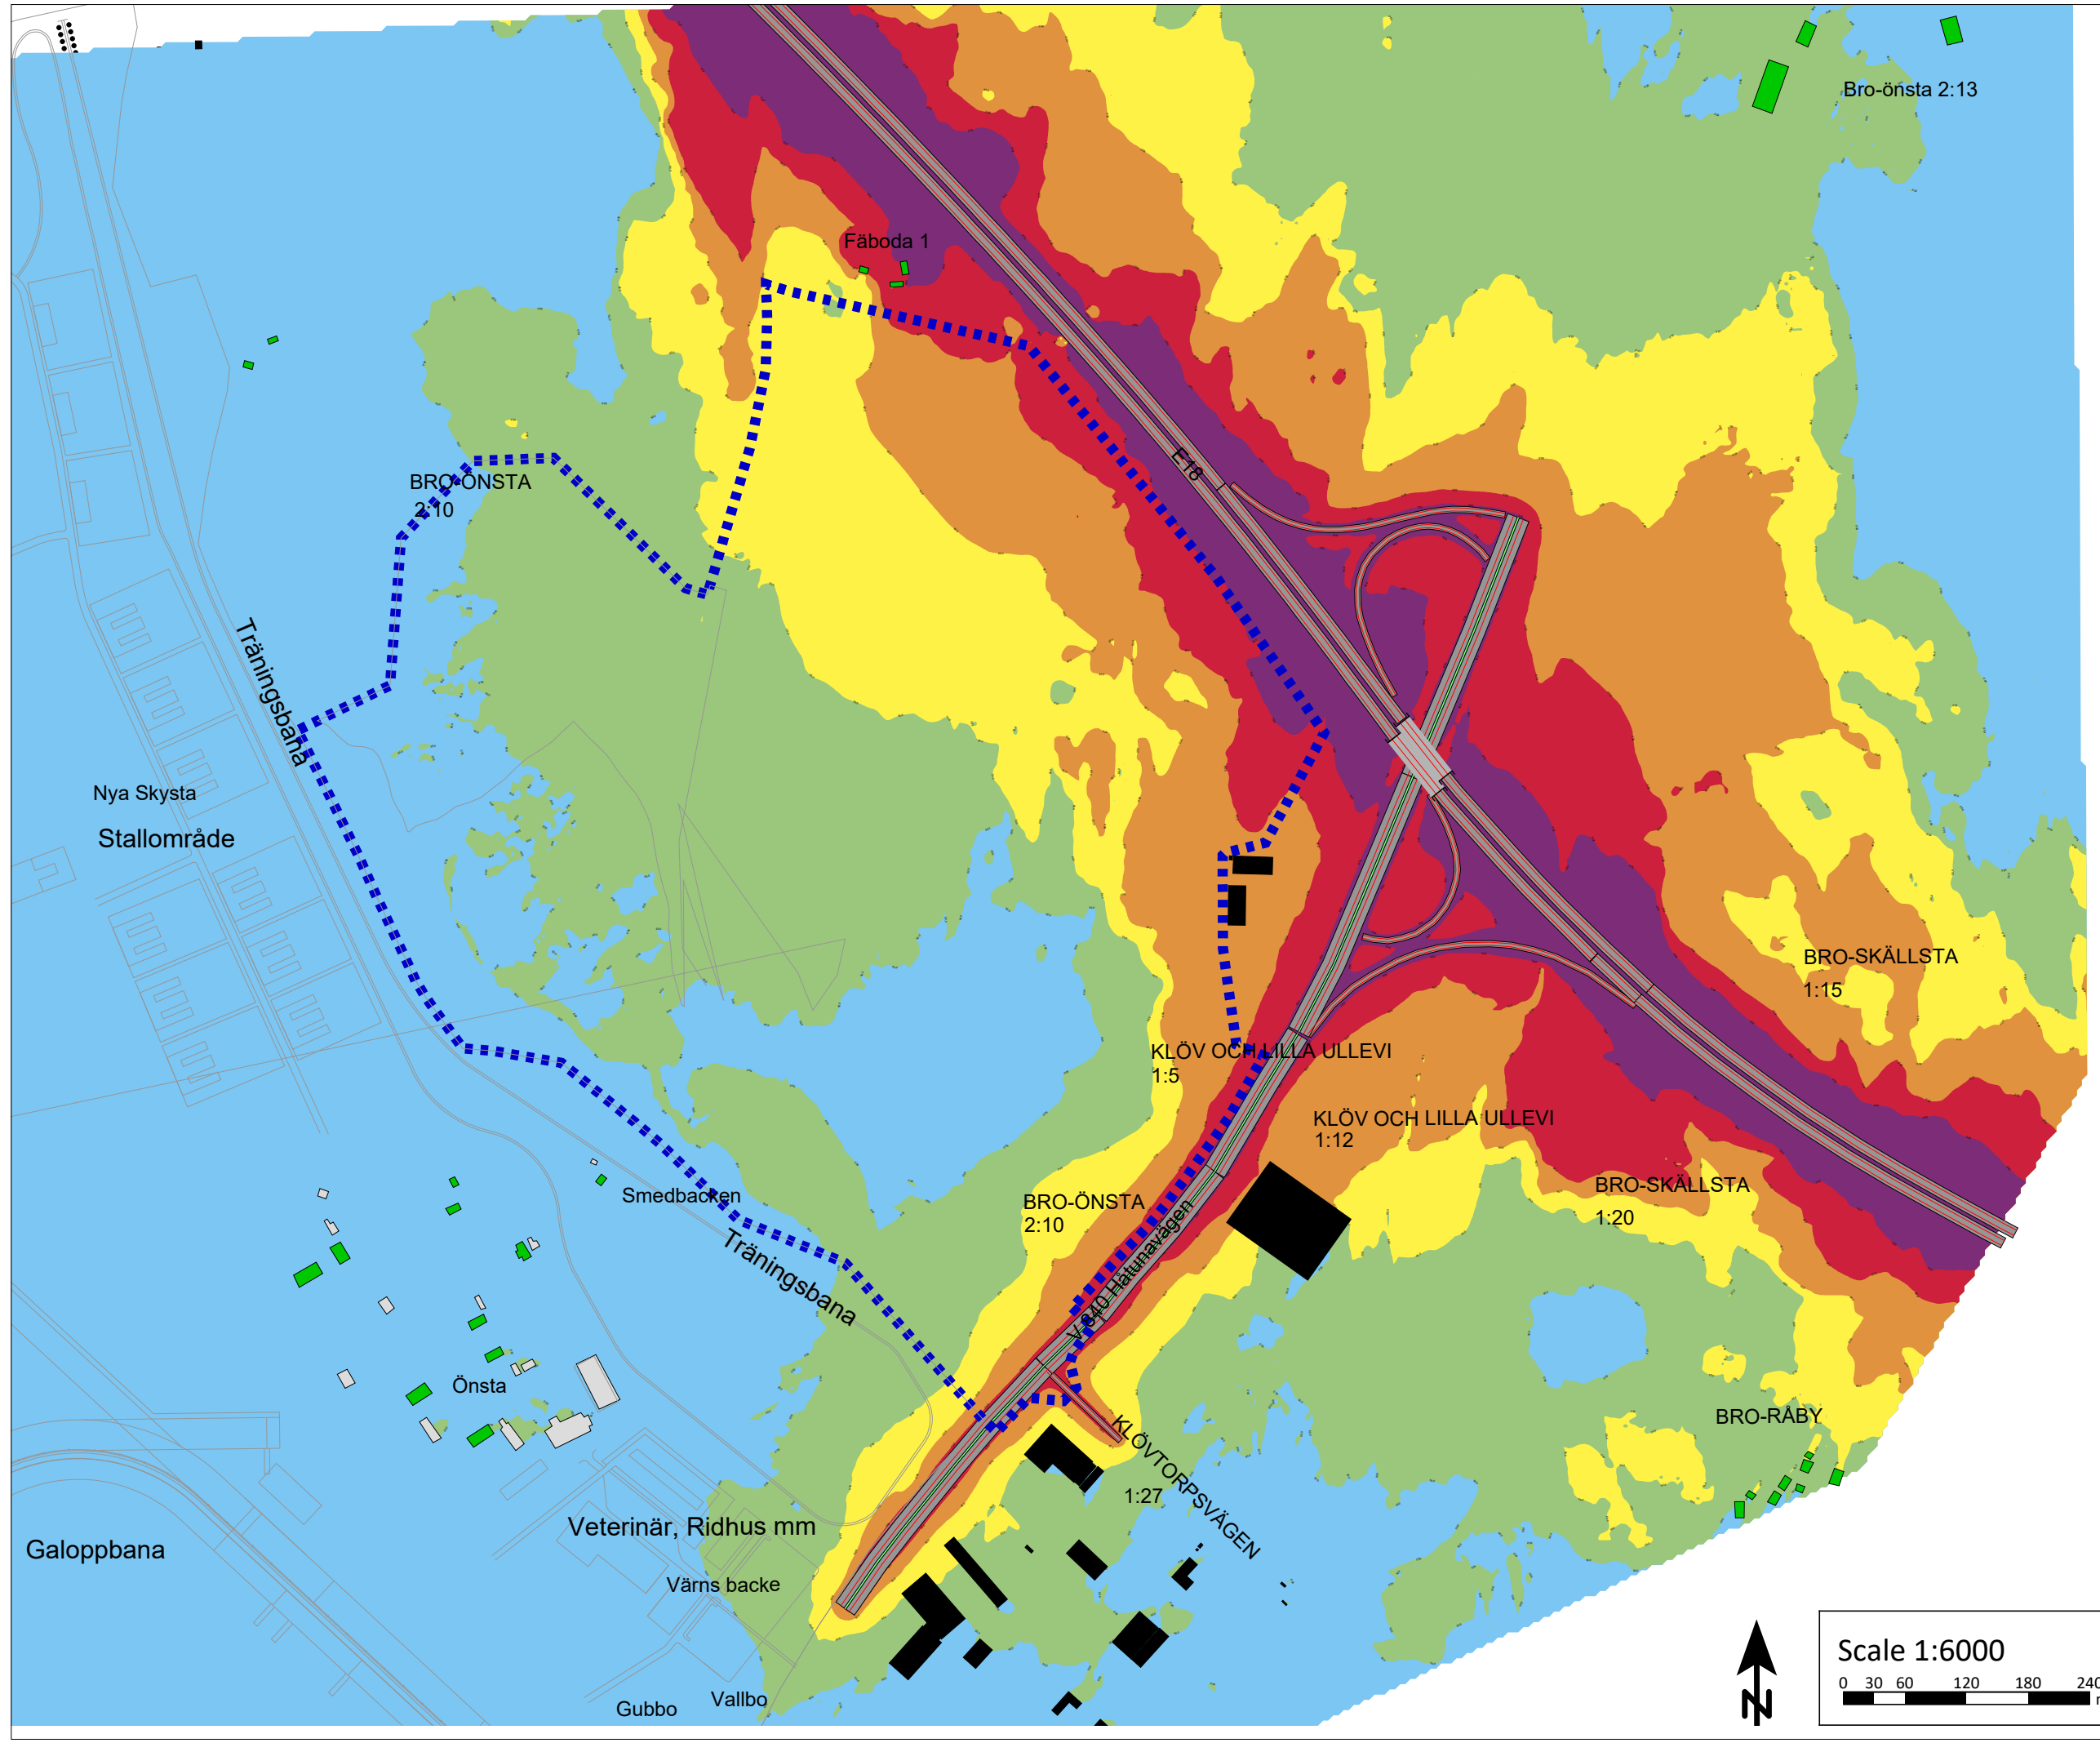 Bro-önsta 2:13
Fäboda 1
E18
BRO-ÖNSTA
2:10
Träningsbana
Nya Skysta
Stallområde
BRO-SKÄLLSTA
1:15
KLÖV OCH LILLA ULLEVI
1:5
KLÖV OCH LILLA ULLEVI
1:12
BRO-SKÄLLSTA
1:20
Smedbacken
BRO-ÖNSTA
2:10
Träningsbana
V 840 Håtunavägen
Önsta
BRO-RÅBY
KLÖVTORPSVÄGEN
1:27
Veterinär, Ridhus mm
Galoppbana
Värns backe
Vallbo
Gubbo
N
Scale 1:6000
0 30 60 120 180 240